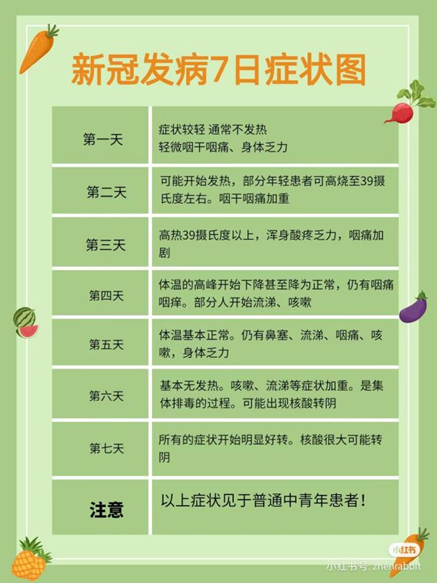 新冠发病7日症状图
第一天
症状较轻 通常不发热
轻微咽干咽痛、身体乏力
第二天
可能开始发热，部分年轻患者可高烧至39摄
氏度左右。咽干咽痛加重
第三天
高热39摄氏度以上，浑身酸疼乏力，咽痛加
剧
第四天
体温的高峰开始下降甚至降为正常，仍有咽痛
咽痒。部分人开始流涕、咳嗽
第五天
体温基本正常。仍有鼻塞、流涕、咽痛、咳
嗽，身体乏力
第六天
基本无发热。咳嗽、流涕等症状加重。是集
体排毒的过程。可能出现核酸转阴
第七天
所有的症状开始明显好转。核酸很大可能转
阴
注意
以上症状见于普通中青年患者！
小红书
小红书号: zhenrabbit